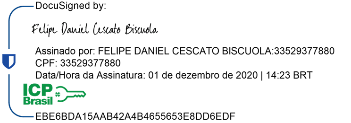 DocuSigned by:
Felipe Daniel Cescato Biscuola
Assinado por: FELIPE DANIEL CESCATO BISCUOLA:33529377880
CPF: 33529377880
Data/Hora da Assinatura: 01 de dezembro de 2020 | 14:23 BRT
ICP
Brasil
EBE6BDA15AAB42A4B4655653E8DD6EDF